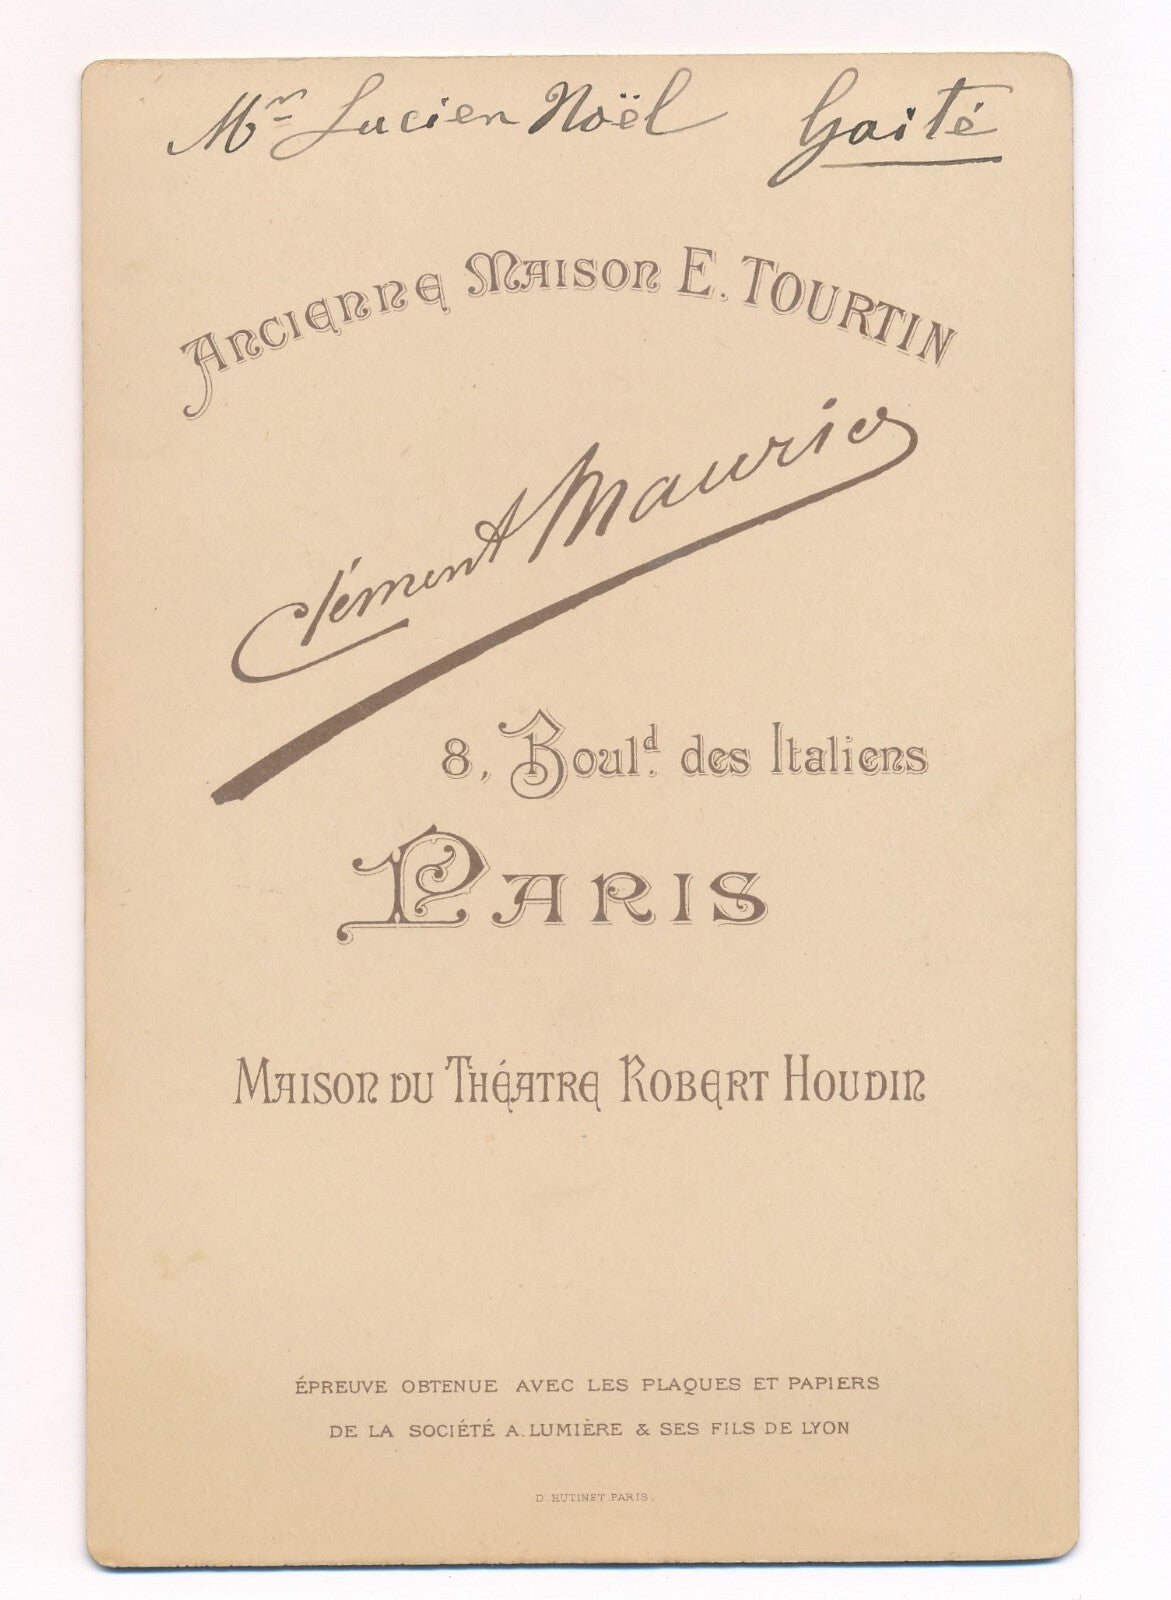 Mr Lucien Noël Gaité
Ancienne Maison E. Tourtin
Clément Maurice
8, Bould. des Italiens
Paris
Maison du Théatre Robert Houdin
ÉPREUVE OBTENUE AVEC LES PLAQUES ET PAPIERS
DE LA SOCIÉTÉ A. LUMIÈRE & SES FILS DE LYON
D. HUTINET PARIS.